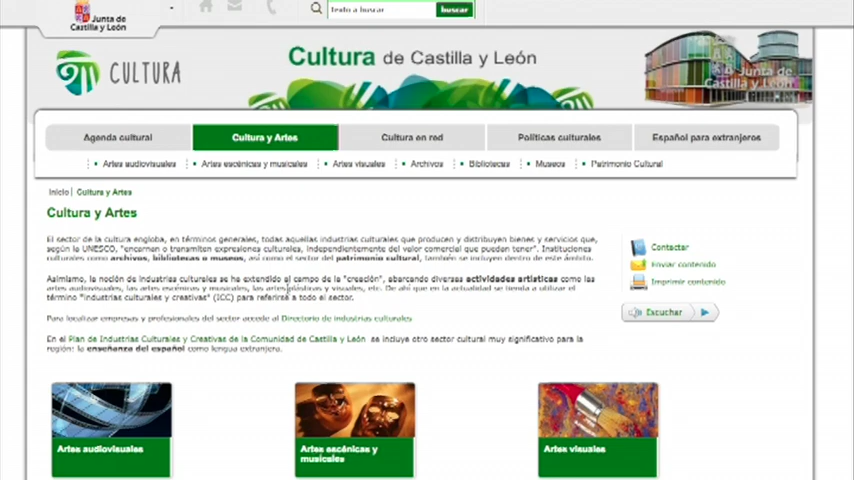 Junta de
Castilla y León
Texto a buscar
buscar
CULTURA
Cultura de Castilla y León
Junta de
Castilla y León
Agenda cultural
Cultura y Artes
Cultura en red
Políticas culturales
Español para extranjeros
Artes audiovisuales
Artes escénicas y musicales
Artes visuales
Archivos
Bibliotecas
Museos
Patrimonio Cultural
Inicio | Cultura y Artes
Cultura y Artes
El sector de la cultura engloba, en términos generales, todas aquellas industrias culturales que producen y distribuyen bienes y servicios que,
según la UNESCO, "encarnan o transmiten expresiones culturales, independientemente del valor comercial que puedan tener". Instituciones
culturales como archivos, bibliotecas o museos, así como el sector del patrimonio cultural, también se incluyen dentro de este ámbito.
Asimismo, la noción de industrias culturales se ha extendido al campo de la "creación", abarcando diversas actividades artísticas como las
artes audiovisuales, las artes escénicas y musicales, las artes plásticas y visuales, etc. De ahí que en la actualidad se tienda a utilizar el
término "industrias culturales y creativas" (ICC) para referirse a todo el sector.
Para localizar empresas y profesionales del sector accede al Directorio de industrias culturales
En el Plan de Industrias Culturales y Creativas de la Comunidad de Castilla y León se incluye otro sector cultural muy significativo para la
región: la enseñanza del español como lengua extranjera.
Contactar
Enviar contenido
Imprimir contenido
Escuchar
Artes audiovisuales
Artes escénicas y
musicales
Artes visuales